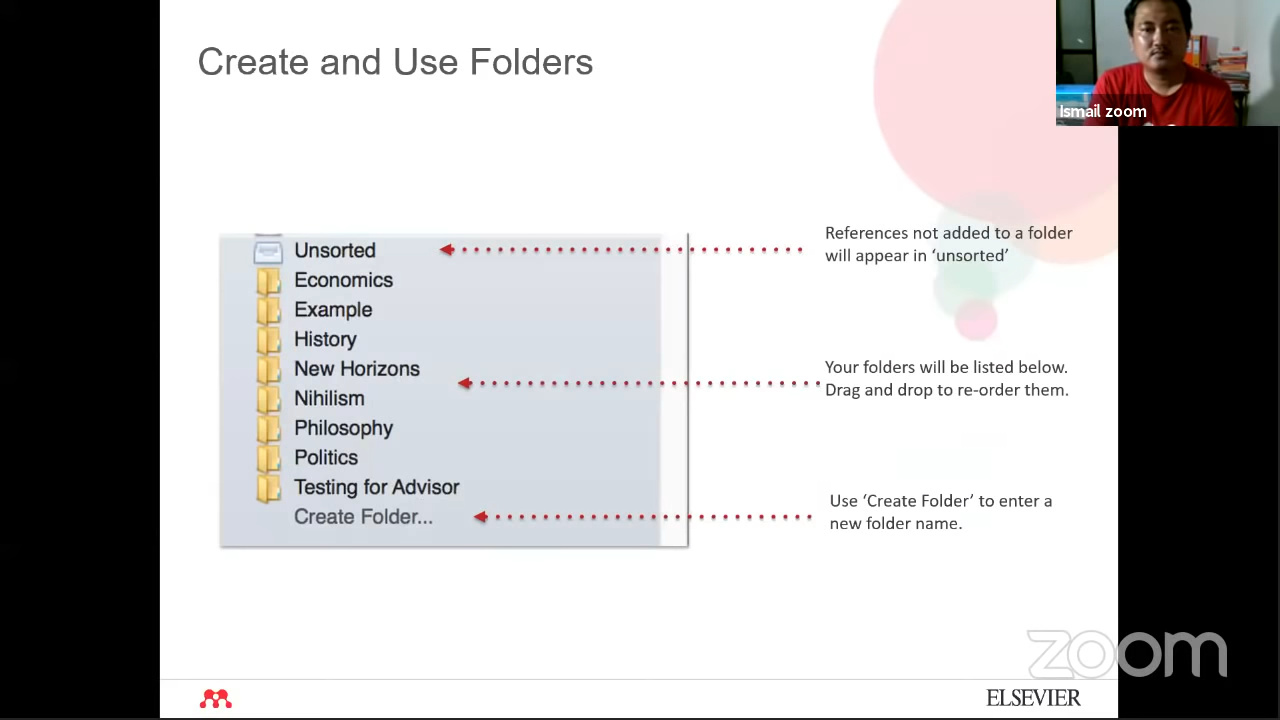 Create and Use Folders
Ismail zoom
Unsorted
Economics
Example
History
New Horizons
Nihilism
Philosophy
Politics
Testing for Advisor
Create Folder...
References not added to a folder
will appear in ‘unsorted’
Your folders will be listed below.
Drag and drop to re-order them.
Use ‘Create Folder’ to enter a
new folder name.
zoom
ELSEVIER